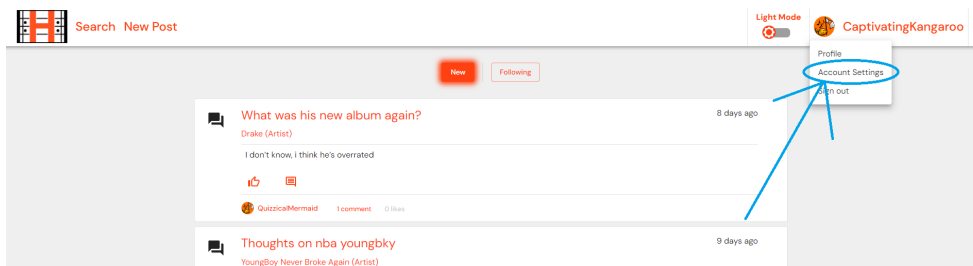 Search New Post
Light Mode
CaptivatingKangaroo
Profile
Account Settings
Sign out
New
Following
What was his new album again?
8 days ago
Drake (Artist)
I don't know, i think he's overrated
QuizzicalMermaid 1 comment 0 likes
Thoughts on nba youngbky
9 days ago
YoungBoy Never Broke Again (Artist)